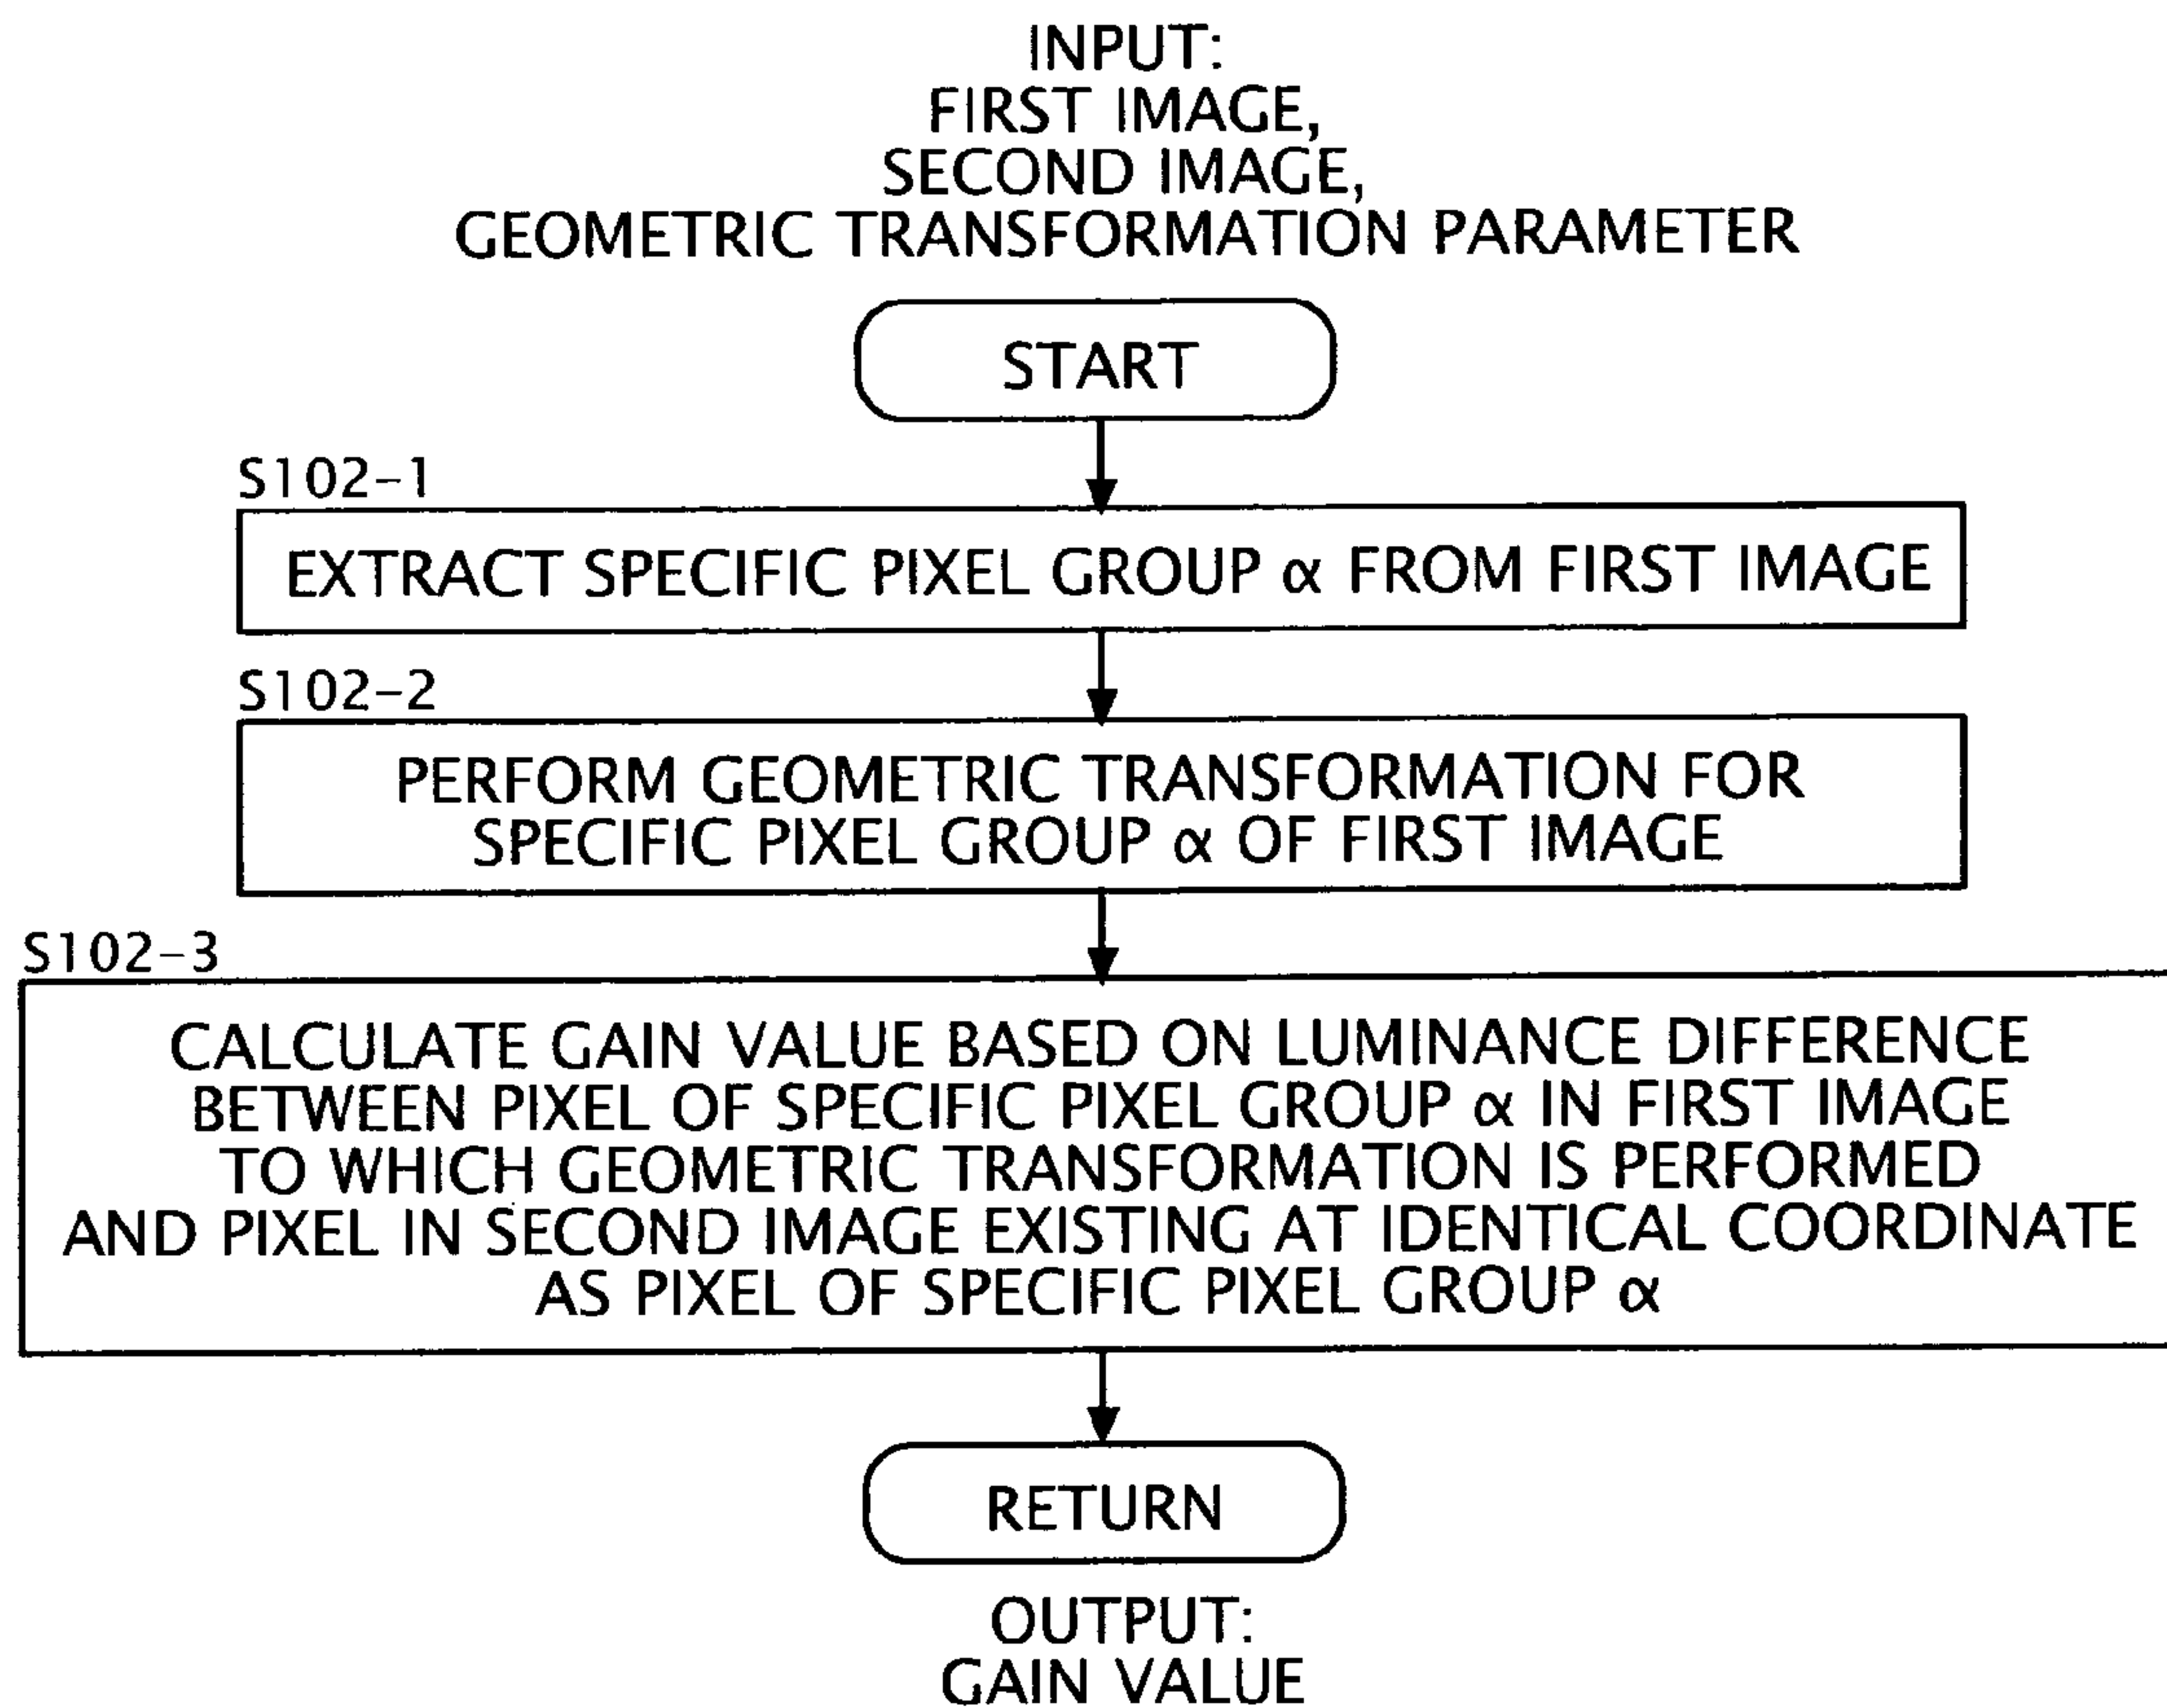 INPUT:
FIRST IMAGE,
SECOND IMAGE,
GEOMETRIC TRANSFORMATION PARAMETER
START
S102-1
EXTRACT SPECIFIC PIXEL GROUP α FROM FIRST IMAGE
S102-2
PERFORM GEOMETRIC TRANSFORMATION FOR
SPECIFIC PIXEL GROUP α OF FIRST IMAGE
S102-3
CALCULATE GAIN VALUE BASED ON LUMINANCE DIFFERENCE
BETWEEN PIXEL OF SPECIFIC PIXEL GROUP α IN FIRST IMAGE
TO WHICH GEOMETRIC TRANSFORMATION IS PERFORMED
AND PIXEL IN SECOND IMAGE EXISTING AT IDENTICAL COORDINATE
AS PIXEL OF SPECIFIC PIXEL GROUP α
RETURN
OUTPUT:
GAIN VALUE